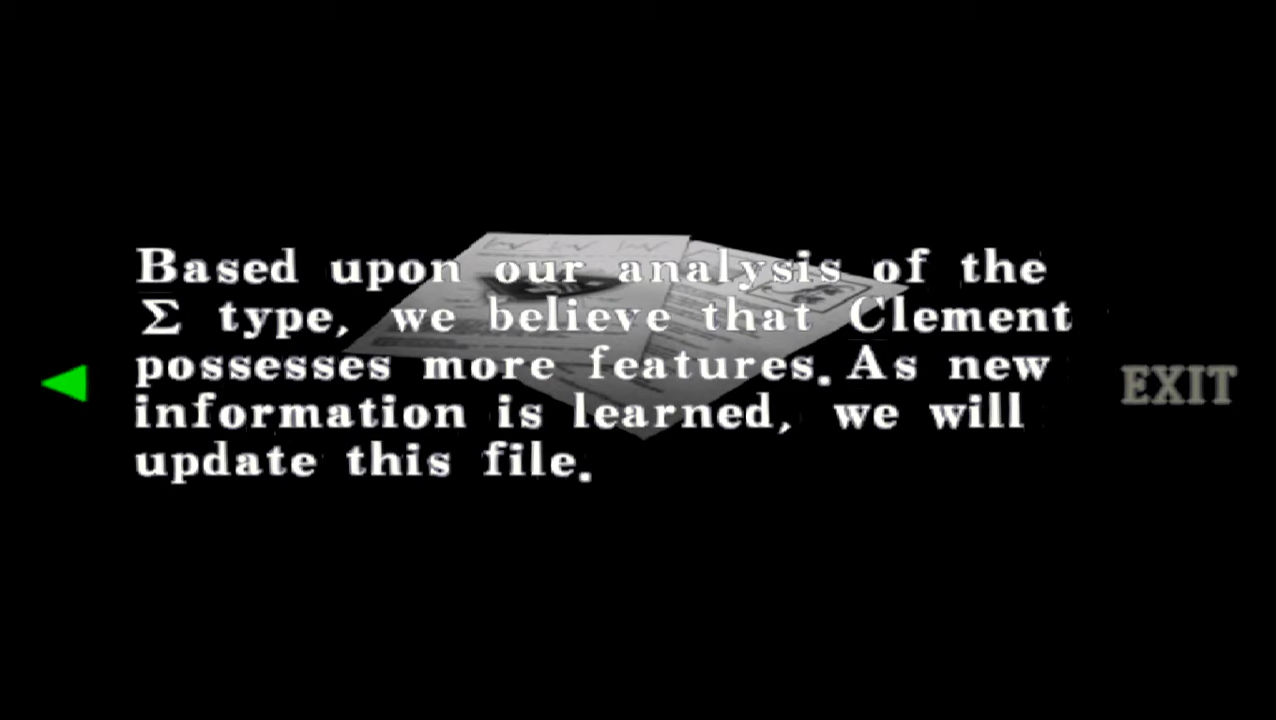 Based upon our analysis of the
Σ type, we believe that Clement
possesses more features. As new
information is learned, we will
update this file.
EXIT